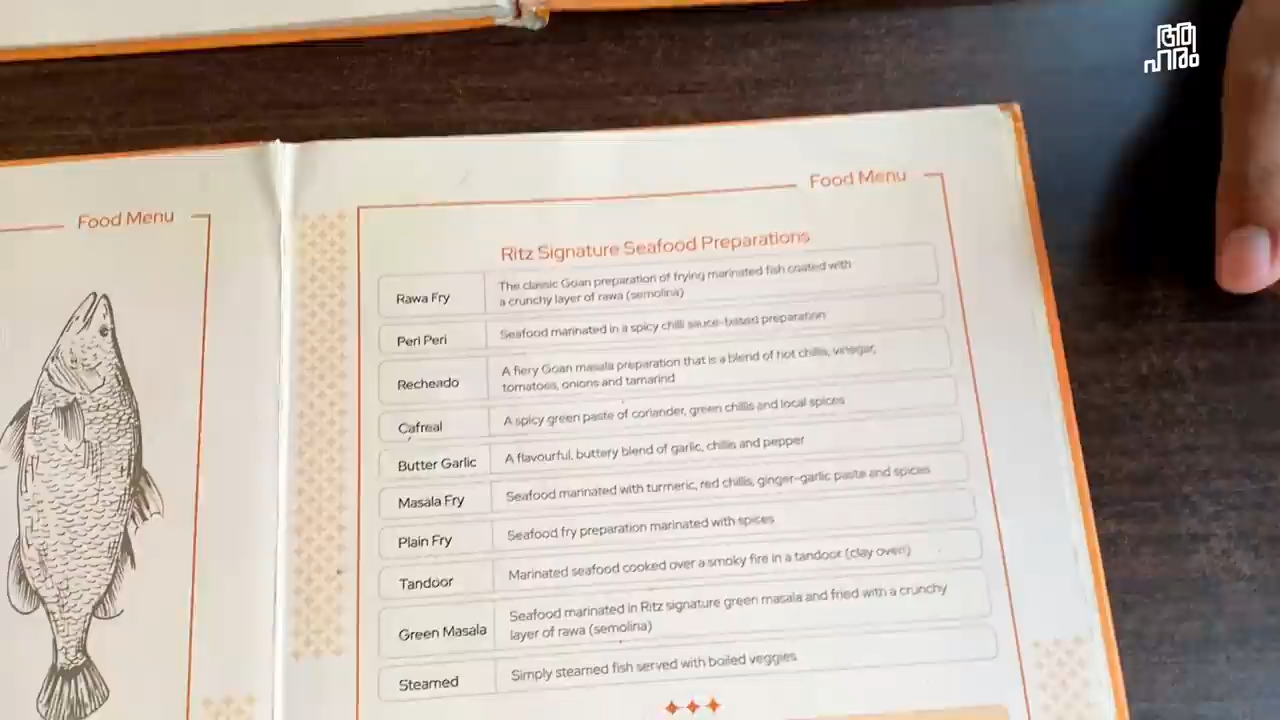 ആ
ഹാരം
Food Menu
Food Menu
Ritz Signature Seafood Preparations
Rawa Fry
The classic Goan preparation of frying marinated fish coated with
a crunchy layer of rawa (semolina)
Peri Peri
Seafood marinated in a spicy chilli sauce-based preparation
Recheado
A fiery Goan masala preparation that is a blend of hot chillis, vinegar,
tomatoes, onions and tamarind
Cafreal
A spicy green paste of coriander, green chillis and local spices
Butter Garlic
A flavourful, buttery blend of garlic, chillis and pepper
Masala Fry
Seafood marinated with turmeric, red chillis, ginger-garlic paste and spices
Plain Fry
Seafood fry preparation marinated with spices
Tandoor
Marinated seafood cooked over a smoky fire in a tandoor (clay oven)
Green Masala
Seafood marinated in Ritz signature green masala and fried with a crunchy
layer of rawa (semolina)
Steamed
Simply steamed fish served with boiled veggies